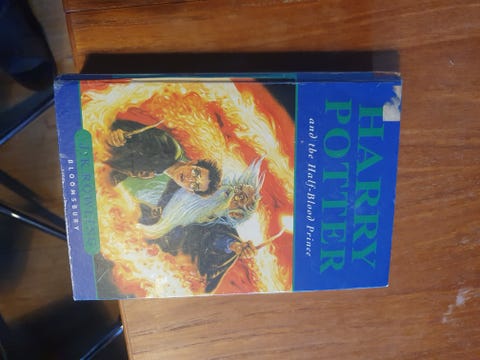 HARRY
POTTER
and the Half-Blood Prince
J.K.ROWLING
BLOOMSBURY